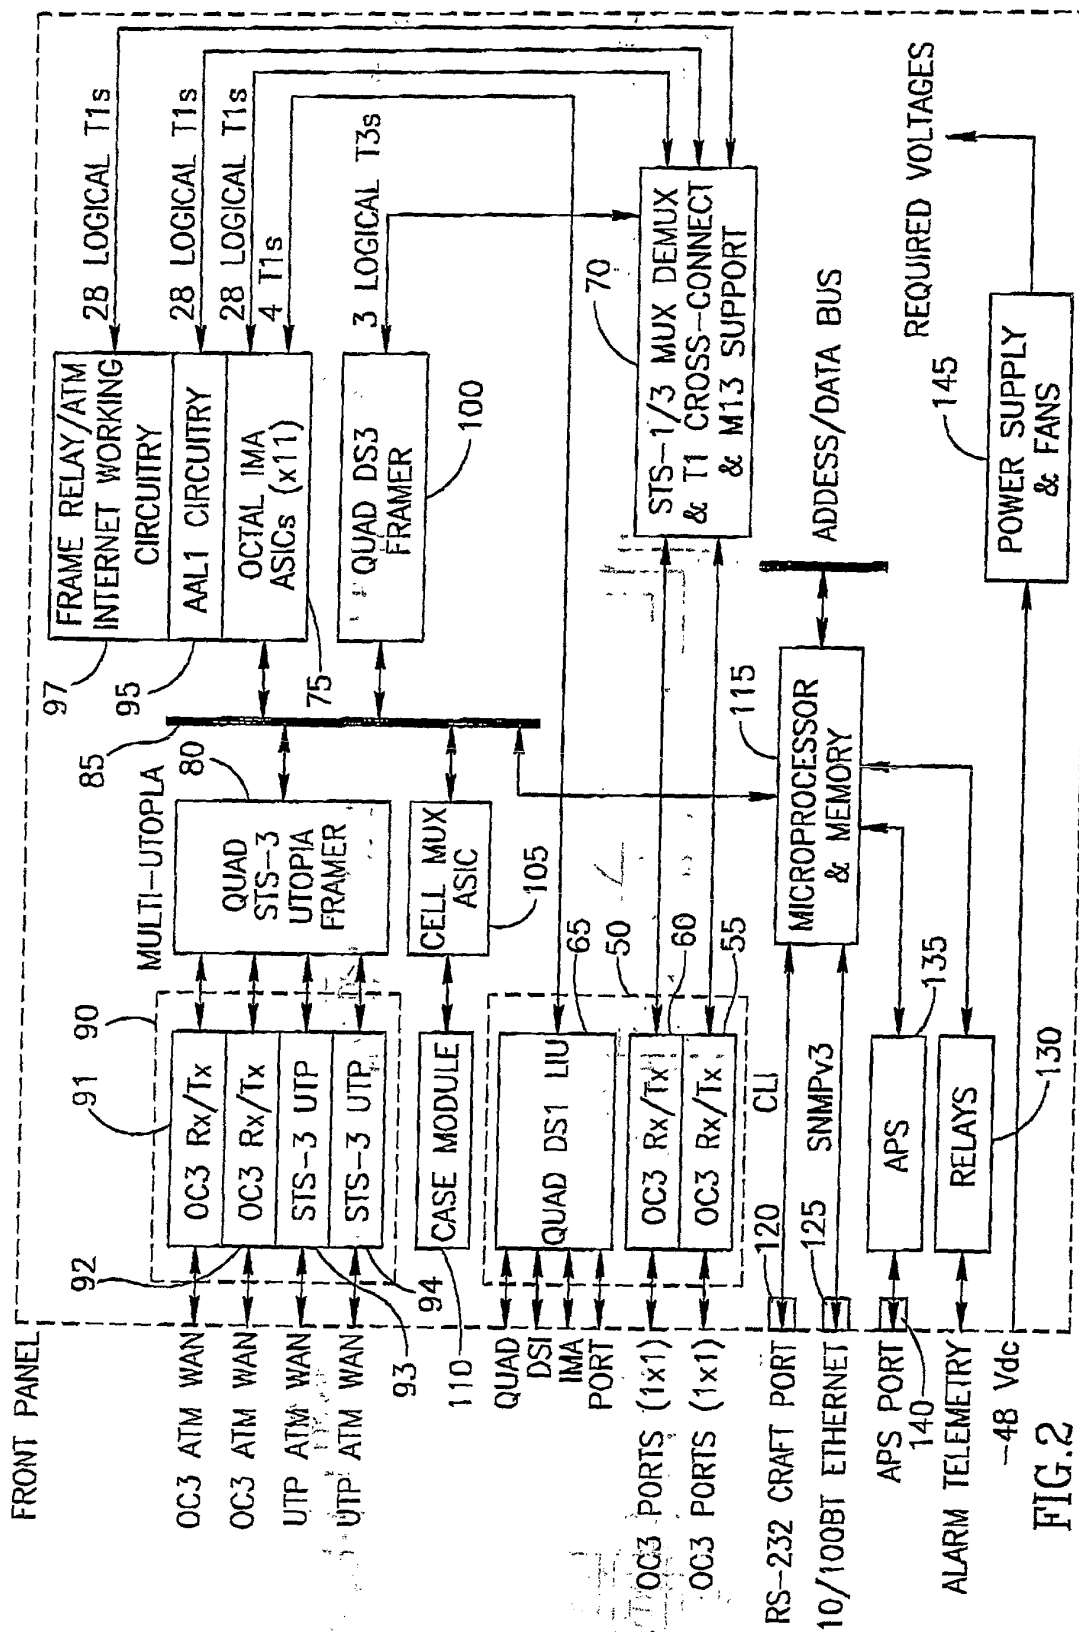 FRONT PANEL
OC3 ATM WAN
OC3 ATM WAN
UTP ATM WAN
UTP ATM WAN
92
91
90
OC3 Rx/Tx
OC3 Rx/Tx
STS-3 UTP
STS-3 UTP
93
94
MULTI-UTOPLA
80
85
QUAD
STS-3
UTOPIA
FRAMER
97
95
75
FRAME RELAY/ATM
INTERNET WORKING
CIRCUITRY
AAL1 CIRCUITRY
OCTAL IMA
ASICs (x11)
28 LOGICAL T1s
28 LOGICAL T1s
28 LOGICAL T1s
4 T1s
110
CASE MODULE
CELL MUX
ASIC
105
QUAD DS3
FRAMER
100
3 LOGICAL T3s
QUAD
DSI
IMA
PORT
QUAD DS1 LIU
65
50
60
55
OC3 PORTS (1x1)
OC3 PORTS (1x1)
OC3 Rx/Tx
OC3 Rx/Tx
70
STS-1/3 MUX DEMUX
& T1 CROSS-CONNECT
& M13 SUPPORT
RS-232 CRAFT PORT
120
CLI
10/100BT ETHERNET
125
SNMPv3
115
MICROPROCESSOR
& MEMORY
ADDESS/DATA BUS
APS PORT
140
APS
135
ALARM TELEMETRY
RELAYS
130
-48 Vdc
145
POWER SUPPLY
& FANS
REQUIRED VOLTAGES
FIG.2